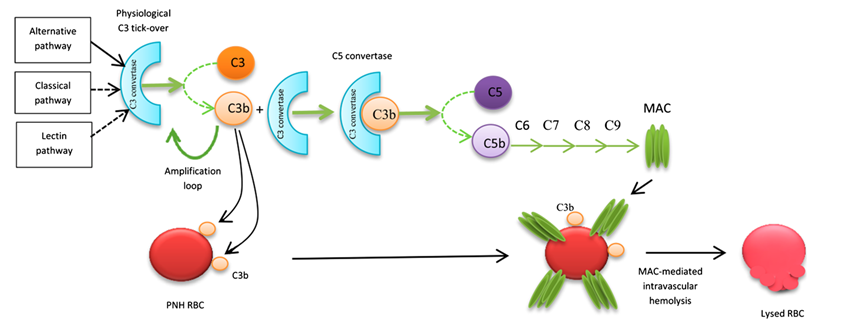 Physiological
C3 tick-over
Alternative
pathway
Classical
pathway
Lectin
pathway
C3 convertase
C3
C3b
+
C3 convertase
C5 convertase
C3 convertase
C3b
C5
C5b
C6
C7
C8
C9
MAC
Amplification
loop
C3b
PNH RBC
C3b
MAC-mediated
intravascular
hemolysis
Lysed RBC